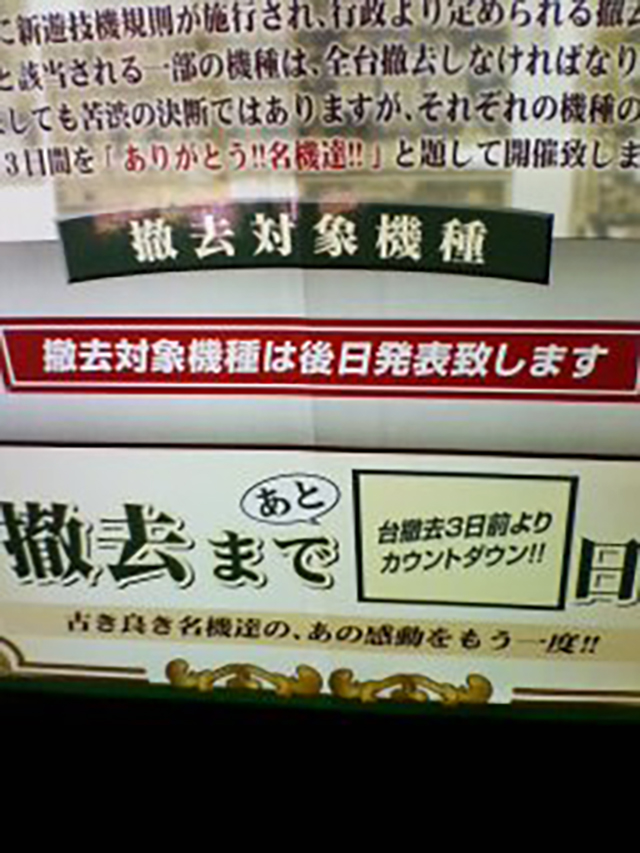 に新遊技機規則が施行され、行政より定められる撤
と該当される一部の機種は、全台撤去しなければなり
しても苦渋の決断ではありますが、それぞれの機種の
3日間を「ありがとう!!名機達!!」と題して開催致しま
撤去対象機種
撤去対象機種は後日発表致します
あと
撤去まで
台撤去3日前より
カウントダウン!!
日
古き良き名機達の、あの感動をもう一度!!